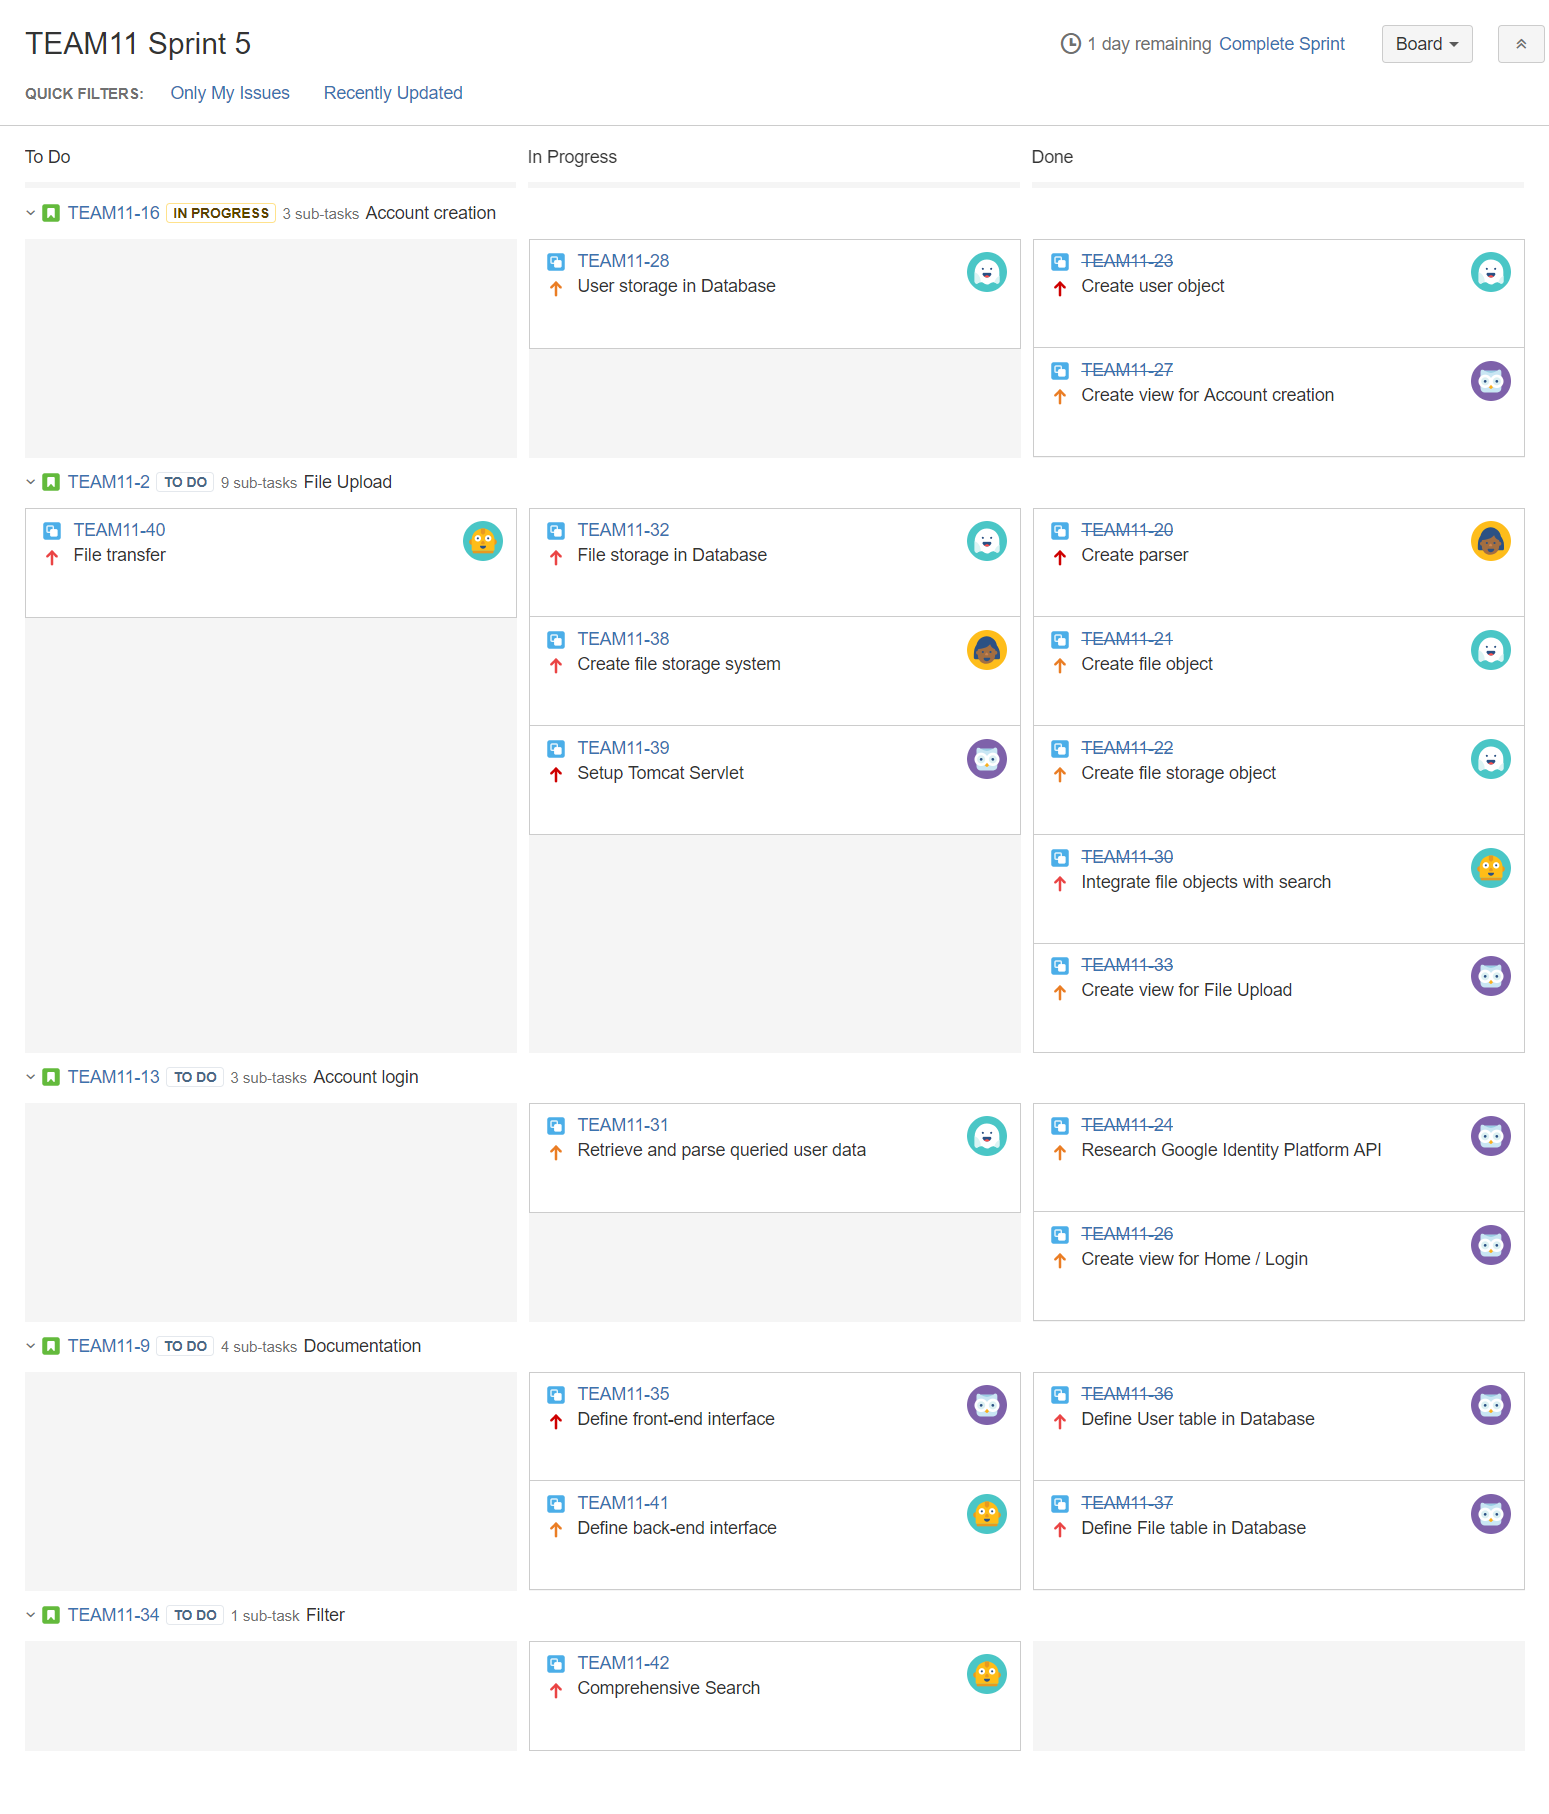 TEAM11 Sprint 5
1 day remaining Complete Sprint
Board
QUICK FILTERS: Only My Issues Recently Updated
To Do In Progress Done
TEAM11-16 IN PROGRESS 3 sub-tasks Account creation
TEAM11-28
User storage in Database
TEAM11-23
Create user object
TEAM11-27
Create view for Account creation
TEAM11-2 TO DO 9 sub-tasks File Upload
TEAM11-40
File transfer
TEAM11-32
File storage in Database
TEAM11-38
Create file storage system
TEAM11-39
Setup Tomcat Servlet
TEAM11-20
Create parser
TEAM11-21
Create file object
TEAM11-22
Create file storage object
TEAM11-30
Integrate file objects with search
TEAM11-33
Create view for File Upload
TEAM11-13 TO DO 3 sub-tasks Account login
TEAM11-31
Retrieve and parse queried user data
TEAM11-24
Research Google Identity Platform API
TEAM11-26
Create view for Home / Login
TEAM11-9 TO DO 4 sub-tasks Documentation
TEAM11-35
Define front-end interface
TEAM11-41
Define back-end interface
TEAM11-36
Define User table in Database
TEAM11-37
Define File table in Database
TEAM11-34 TO DO 1 sub-task Filter
TEAM11-42
Comprehensive Search